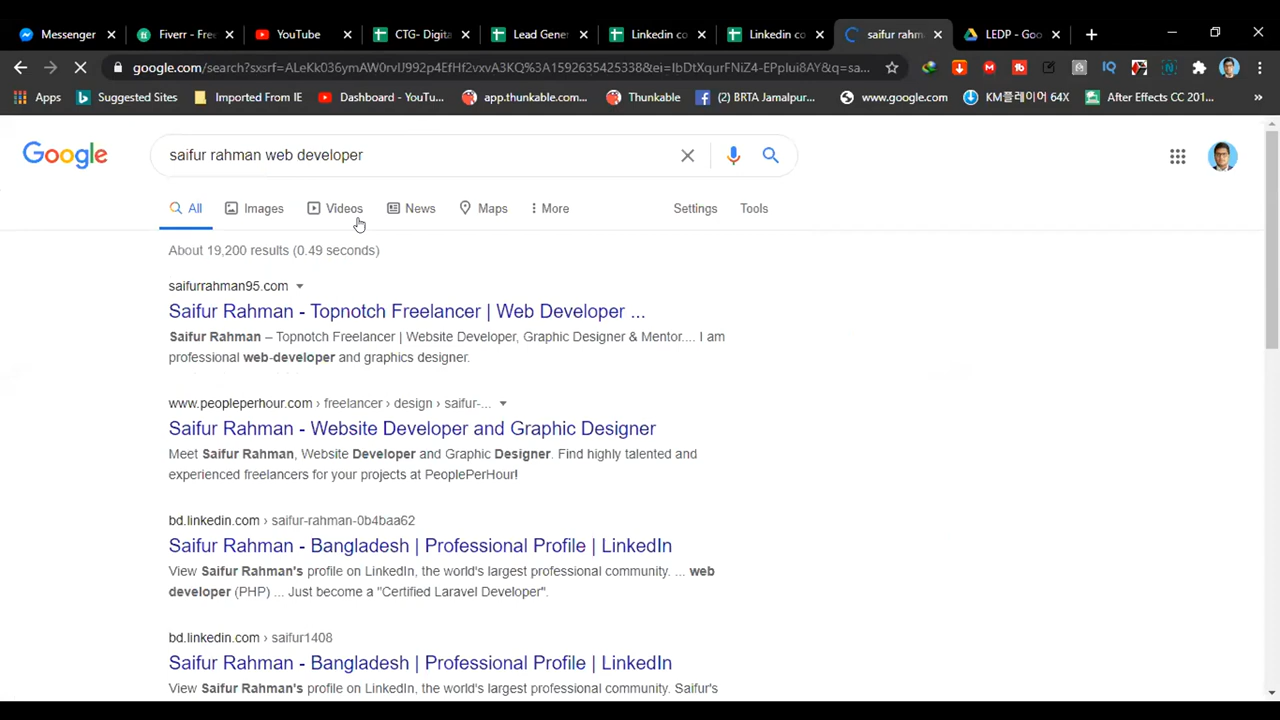 Messenger
Fiverr - Free
YouTube
CTG- Digita
Lead Gener
Linkedin co
Linkedin co
saifur rahm
LEDP - Goo
google.com/search?sxsrf=ALeKk036ymAW0rvIJ992p4EfHf2vxvA3KQ%3A1592635425338&ei=IbDtXqurFNiZ4-EPpIui8AY&q=sa...
Apps
Suggested Sites
Imported From IE
Dashboard - YouTu...
app.thunkable.com...
Thunkable
(2) BRTA Jamalpur...
www.google.com
KM플레이어 64X
After Effects CC 201...
»
Google
saifur rahman web developer
All
Images
Videos
News
Maps
More
Settings
Tools
About 19,200 results (0.49 seconds)
saifurrahman95.com
Saifur Rahman - Topnotch Freelancer | Web Developer ...
Saifur Rahman – Topnotch Freelancer | Website Developer, Graphic Designer & Mentor.... I am
professional web-developer and graphics designer.
www.peopleperhour.com › freelancer › design › saifur-...
Saifur Rahman - Website Developer and Graphic Designer
Meet Saifur Rahman, Website Developer and Graphic Designer. Find highly talented and
experienced freelancers for your projects at PeoplePerHour!
bd.linkedin.com › saifur-rahman-0b4baa62
Saifur Rahman - Bangladesh | Professional Profile | LinkedIn
View Saifur Rahman's profile on LinkedIn, the world's largest professional community. ... web
developer (PHP) ... Just become a "Certified Laravel Developer".
bd.linkedin.com › saifur1408
Saifur Rahman - Bangladesh | Professional Profile | LinkedIn
View Saifur Rahman's profile on LinkedIn, the world's largest professional community. Saifur's